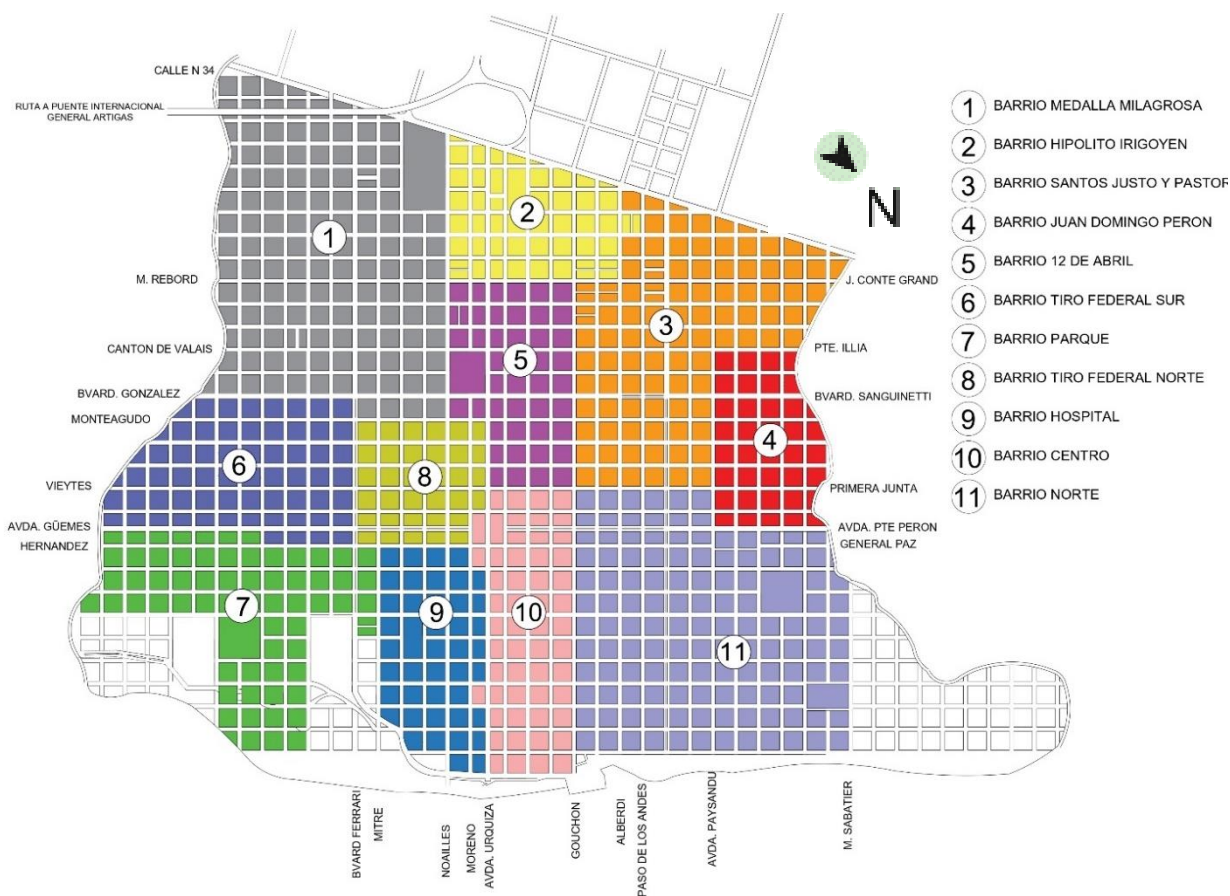 CALLE N 34
RUTA A PUENTE INTERNACIONAL
GENERAL ARTIGAS
M. REBORD
CANTON DE VALAIS
BVARD. GONZALEZ
MONTEAGUDO
VIEYTES
AVDA. GÜEMES
HERNANDEZ
1
2
3
4
5
6
7
8
9
10
11
J. CONTE GRAND
PTE. ILLIA
BVARD. SANGUINETTI
PRIMERA JUNTA
AVDA. PTE PERON
GENERAL PAZ
BVARD FERRARI
MITRE
NOAILLES
MORENO
AVDA. URQUIZA
GOUCHON
ALBERDI
PASO DE LOS ANDES
AVDA. PAYSANDU
M. SABATIER
N
1 BARRIO MEDALLA MILAGROSA
2 BARRIO HIPOLITO IRIGOYEN
3 BARRIO SANTOS JUSTO Y PASTOR
4 BARRIO JUAN DOMINGO PERON
5 BARRIO 12 DE ABRIL
6 BARRIO TIRO FEDERAL SUR
7 BARRIO PARQUE
8 BARRIO TIRO FEDERAL NORTE
9 BARRIO HOSPITAL
10 BARRIO CENTRO
11 BARRIO NORTE